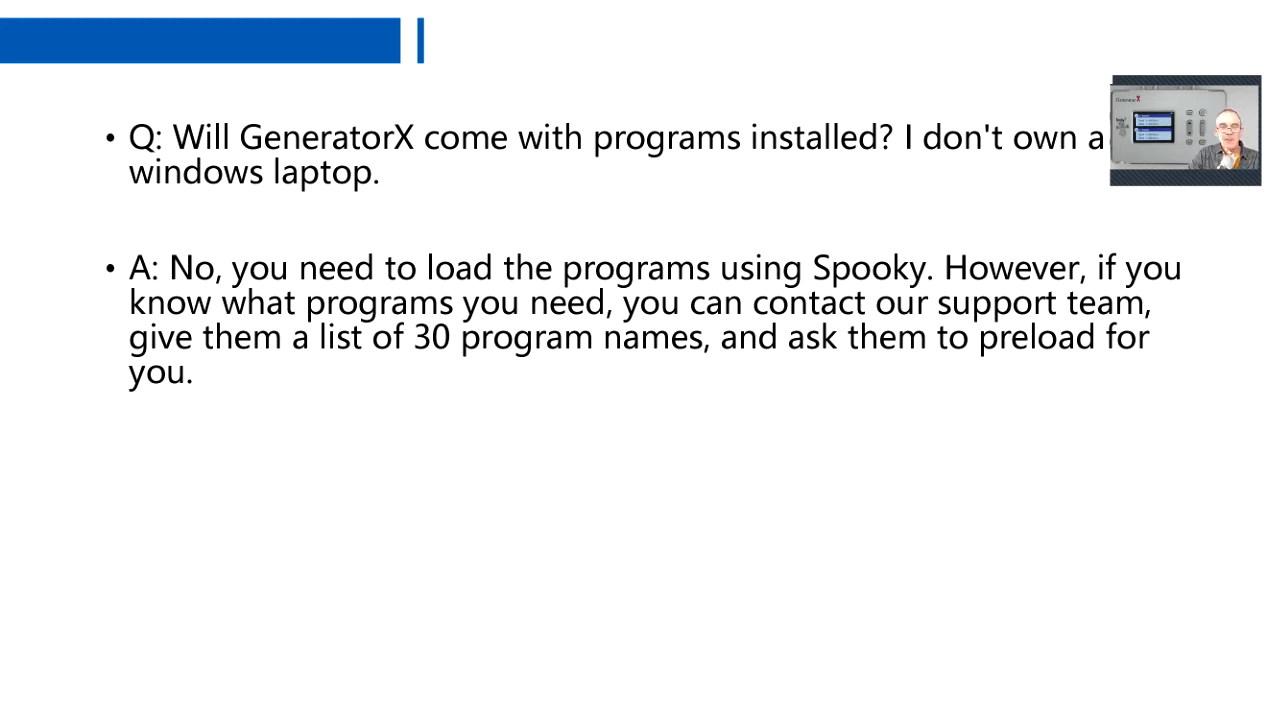 • Q: Will GeneratorX come with programs installed? I don't own a
windows laptop.
• A: No, you need to load the programs using Spooky. However, if you
know what programs you need, you can contact our support team,
give them a list of 30 program names, and ask them to preload for
you.
GeneratorX